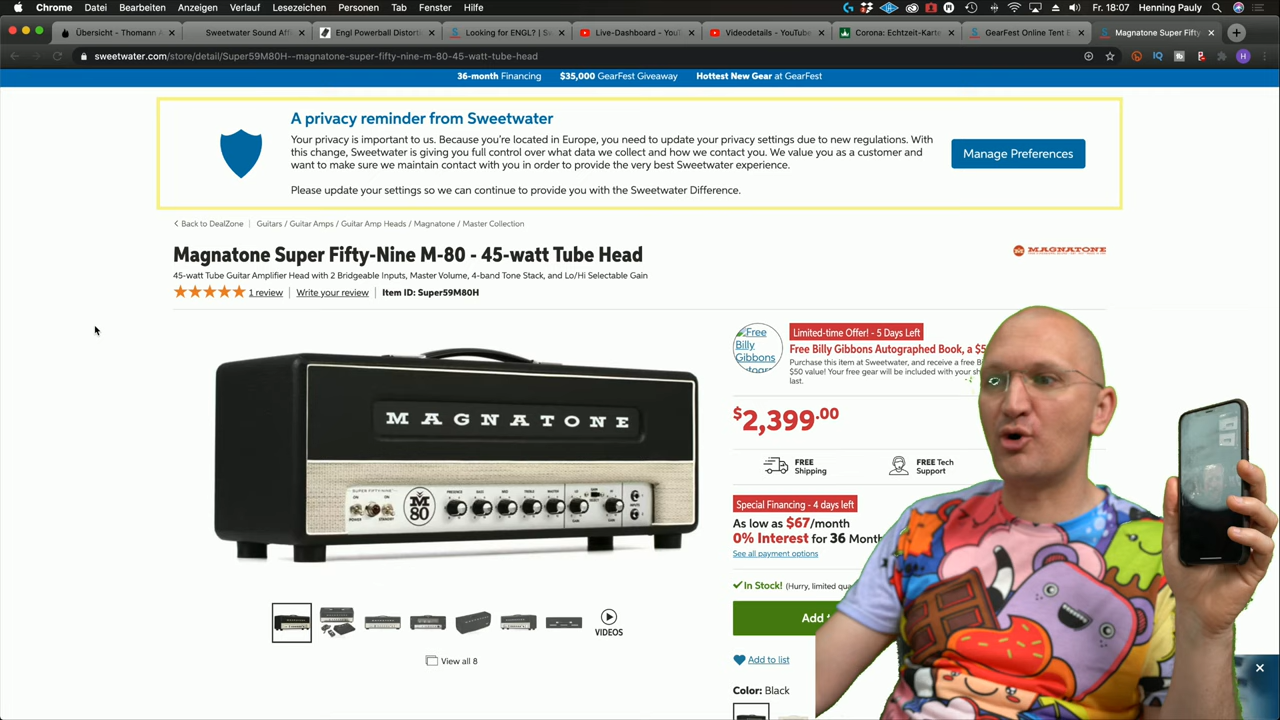 Chrome Datei Bearbeiten Anzeigen Verlauf Lesezeichen Personen Tab Fenster Hilfe Fr. 18:07 Henning Pauly
Übersicht - Thomann A
Sweetwater Sound Aff
Engl Powerball Distorti
Looking for ENGL? | Sw
Live-Dashboard - YouT
Videodetails - YouTube
Corona: Echtzeit-Karte
GearFest Online Tent E
Magnatone Super Fifty
sweetwater.com/store/detail/Super59M80H--magnatone-super-fifty-nine-m-80-45-watt-tube-head
H
36-month Financing $35,000 GearFest Giveaway Hottest New Gear at GearFest
A privacy reminder from Sweetwater
Your privacy is important to us. Because you're located in Europe, you need to update your privacy settings due to new regulations. With
this change, Sweetwater is giving you full control over what data we collect and how we contact you. We value you as a customer and
want to make sure we maintain contact with you in order to provide the very best Sweetwater experience.
Please update your settings so we can continue to provide you with the Sweetwater Difference.
Manage Preferences
Back to DealZone Guitars / Guitar Amps / Guitar Amp Heads / Magnatone / Master Collection
Magnatone Super Fifty-Nine M-80 - 45-watt Tube Head
MAGNATONE
45-watt Tube Guitar Amplifier Head with 2 Bridgeable Inputs, Master Volume, 4-band Tone Stack, and Lo/Hi Selectable Gain
1 review | Write your review | Item ID: Super59M80H
MAGNATONE
SUPER FIFTY-NINE
M
80
PRESENCE BASS MID TREBLE MASTER
Free
Billy
Gibbons
Limited-time Offer! - 5 Days Left
Free Billy Gibbons Autographed Book, a $5
Purchase this item at Sweetwater, and receive a free B
$50 value! Your free gear will be included with your sh
last.
$2,399.00
FREE
Shipping
FREE Tech
Support
Special Financing - 4 days left
As low as $67/month
0% Interest for 36 Month
See all payment options
In Stock! (Hurry, limited qua
Add
Add to list
Color: Black
VIDEOS
View all 8